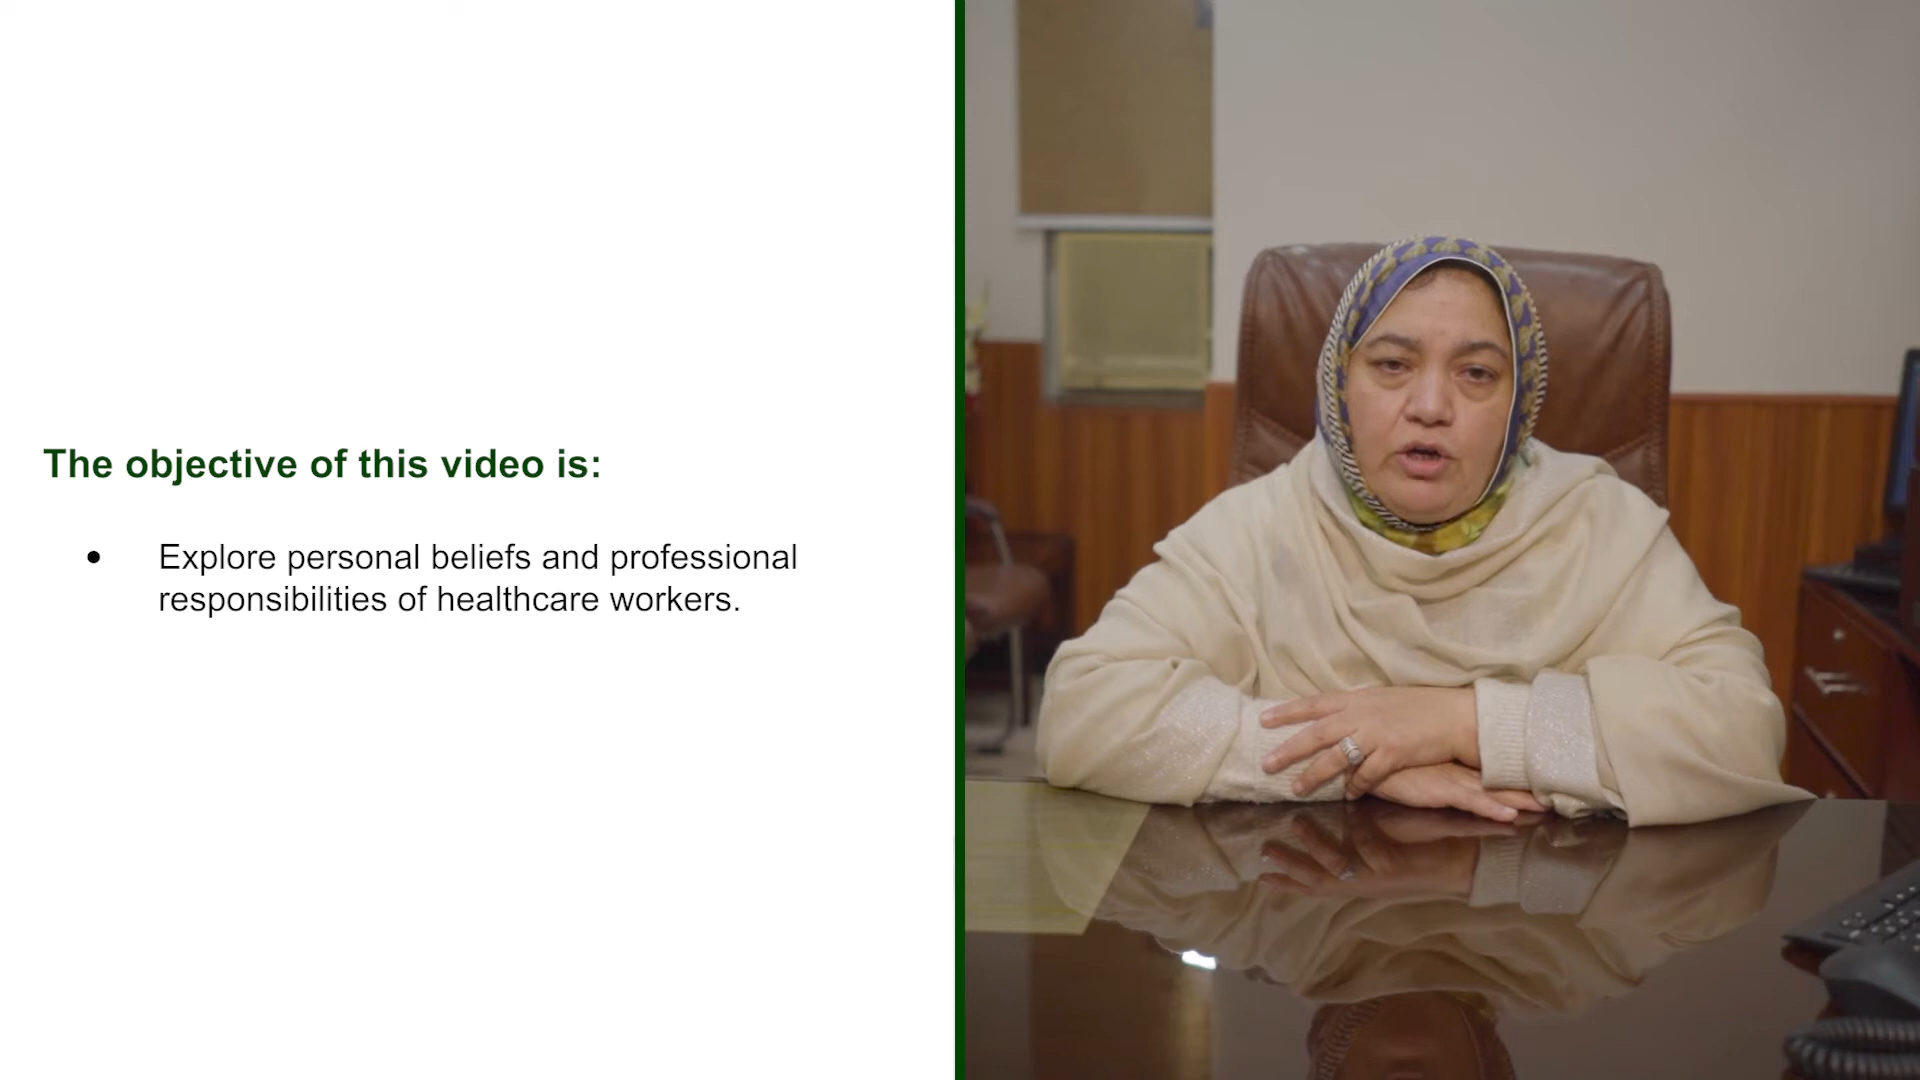 The objective of this video is:
● Explore personal beliefs and professional
responsibilities of healthcare workers.